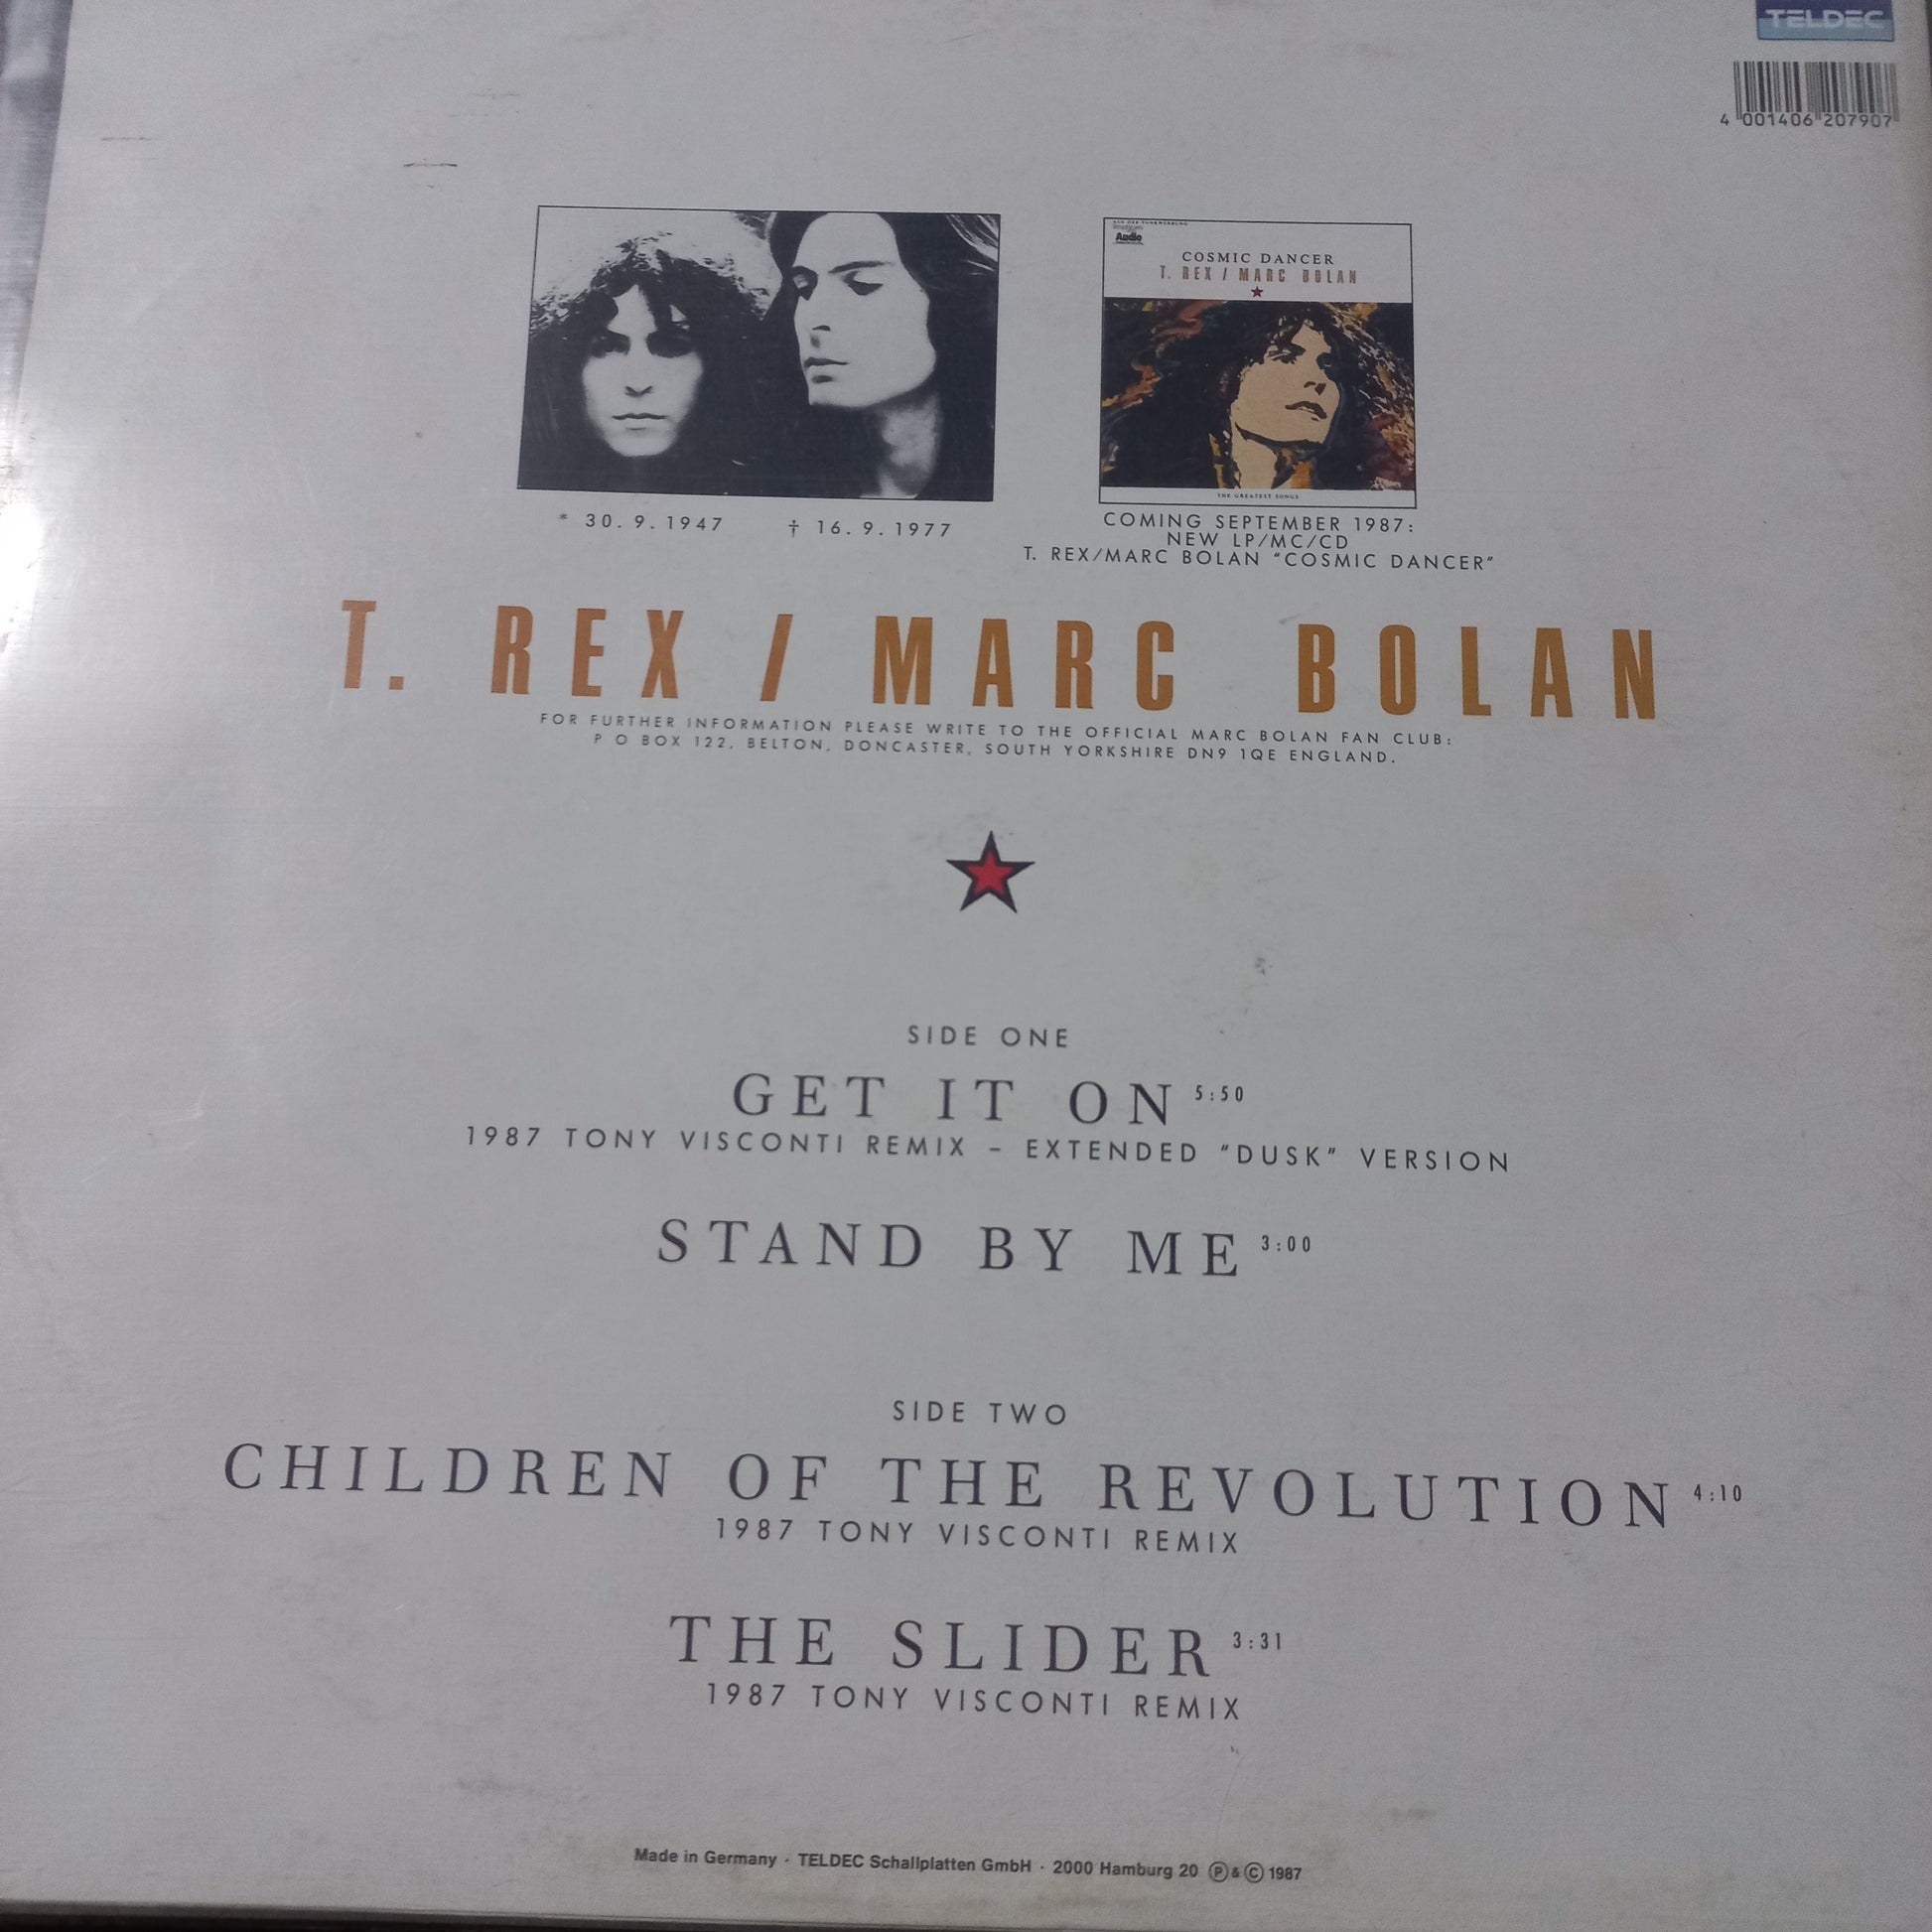 TELDEC
4 001406 207907
Audio
COSMIC DANCER
T. REX / MARC BOLAN
THE GREATEST SONGS
* 30.9.1947 † 16.9.1977
COMING SEPTEMBER 1987:
NEW LP/MC/CD
T. REX/MARC BOLAN "COSMIC DANCER"
T. REX / MARC BOLAN
FOR FURTHER INFORMATION PLEASE WRITE TO THE OFFICIAL MARC BOLAN FAN CLUB:
P O BOX 122, BELTON, DONCASTER, SOUTH YORKSHIRE DN9 1QE ENGLAND.
SIDE ONE
GET IT ON 5:50
1987 TONY VISCONTI REMIX – EXTENDED "DUSK" VERSION
STAND BY ME 3:00
SIDE TWO
CHILDREN OF THE REVOLUTION 4:10
1987 TONY VISCONTI REMIX
THE SLIDER 3:31
1987 TONY VISCONTI REMIX
Made in Germany · TELDEC Schallplatten GmbH · 2000 Hamburg 20 Ⓟ & © 1987